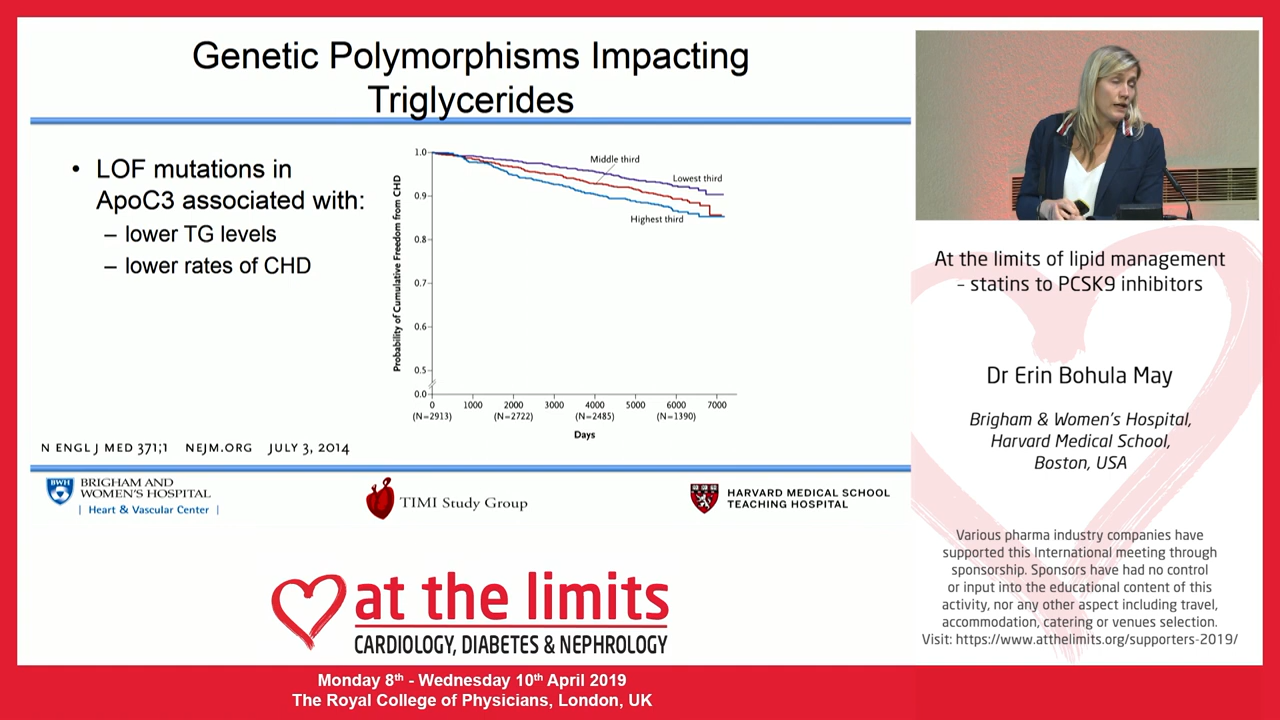 Genetic Polymorphisms Impacting
Triglycerides
• LOF mutations in
ApoC3 associated with:
– lower TG levels
– lower rates of CHD
Probability of Cumulative Freedom from CHD
1.0
0.9
0.8
0.7
0.6
0.5
0.0
Middle third
Lowest third
Highest third
0 1000 2000 3000 4000 5000 6000 7000
(N=2913) (N=2722) (N=2485) (N=1390)
Days
N ENGL J MED 371;1 NEJM.ORG JULY 3, 2014
BWH
BRIGHAM AND
WOMEN'S HOSPITAL
| Heart & Vascular Center |
TIMI Study Group
HARVARD MEDICAL SCHOOL
TEACHING HOSPITAL
at the limits
CARDIOLOGY, DIABETES & NEPHROLOGY
Monday 8th - Wednesday 10th April 2019
The Royal College of Physicians, London, UK
At the limits of lipid management
– statins to PCSK9 inhibitors
Dr Erin Bohula May
Brigham & Women's Hospital,
Harvard Medical School,
Boston, USA
Various pharma industry companies have
supported this International meeting through
sponsorship. Sponsors have had no control
or input into the educational content of this
activity, nor any other aspect including travel,
accommodation, catering or venues selection.
Visit: https://www.atthelimits.org/supporters-2019/